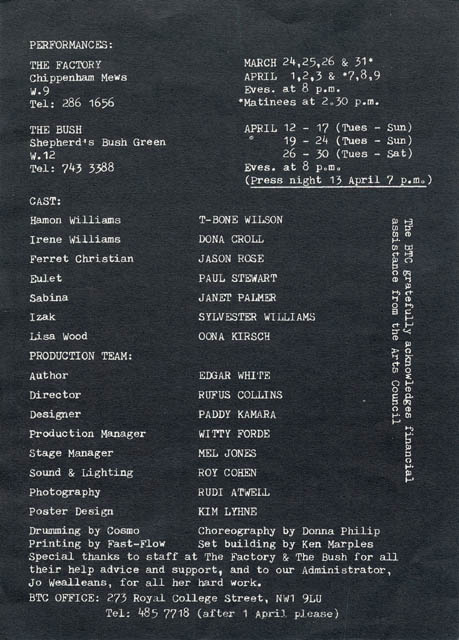 PERFORMANCES:
THE FACTORY
Chippenham Mews
W.9
Tel: 286 1656
MARCH 24,25,26 & 31*
APRIL 1,2,3 & *7,8,9
Eves. at 8 p.m.
*Matinees at 2.30 p.m.
THE BUSH
Shepherd's Bush Green
W.12
Tel: 743 3388
APRIL 12 - 17 (Tues - Sun)
19 - 24 (Tues - Sun)
26 - 30 (Tues - Sat)
Eves. at 8 p.m.
(Press night 13 April 7 p.m.)
CAST:
Hamon Williams T-BONE WILSON
Irene Williams DONA CROLL
Ferret Christian JASON ROSE
Eulet PAUL STEWART
Sabina JANET PALMER
Izak SYLVESTER WILLIAMS
Lisa Wood OONA KIRSCH
PRODUCTION TEAM:
Author EDGAR WHITE
Director RUFUS COLLINS
Designer PADDY KAMARA
Production Manager WITTY FORDE
Stage Manager MEL JONES
Sound & Lighting ROY COHEN
Photography RUDI ATWELL
Poster Design KIM LYHNE
Drumming by Cosmo Choreography by Donna Philip
Printing by Fast-Flow Set building by Ken Marples
Special thanks to staff at The Factory & The Bush for all
their help advice and support, and to our Administrator,
Jo Wealleans, for all her hard work.
BTC OFFICE: 273 Royal College Street, NW1 9LU
Tel: 485 7718 (after 1 April please)
The BTC gratefully acknowledges financial
assistance from the Arts Council